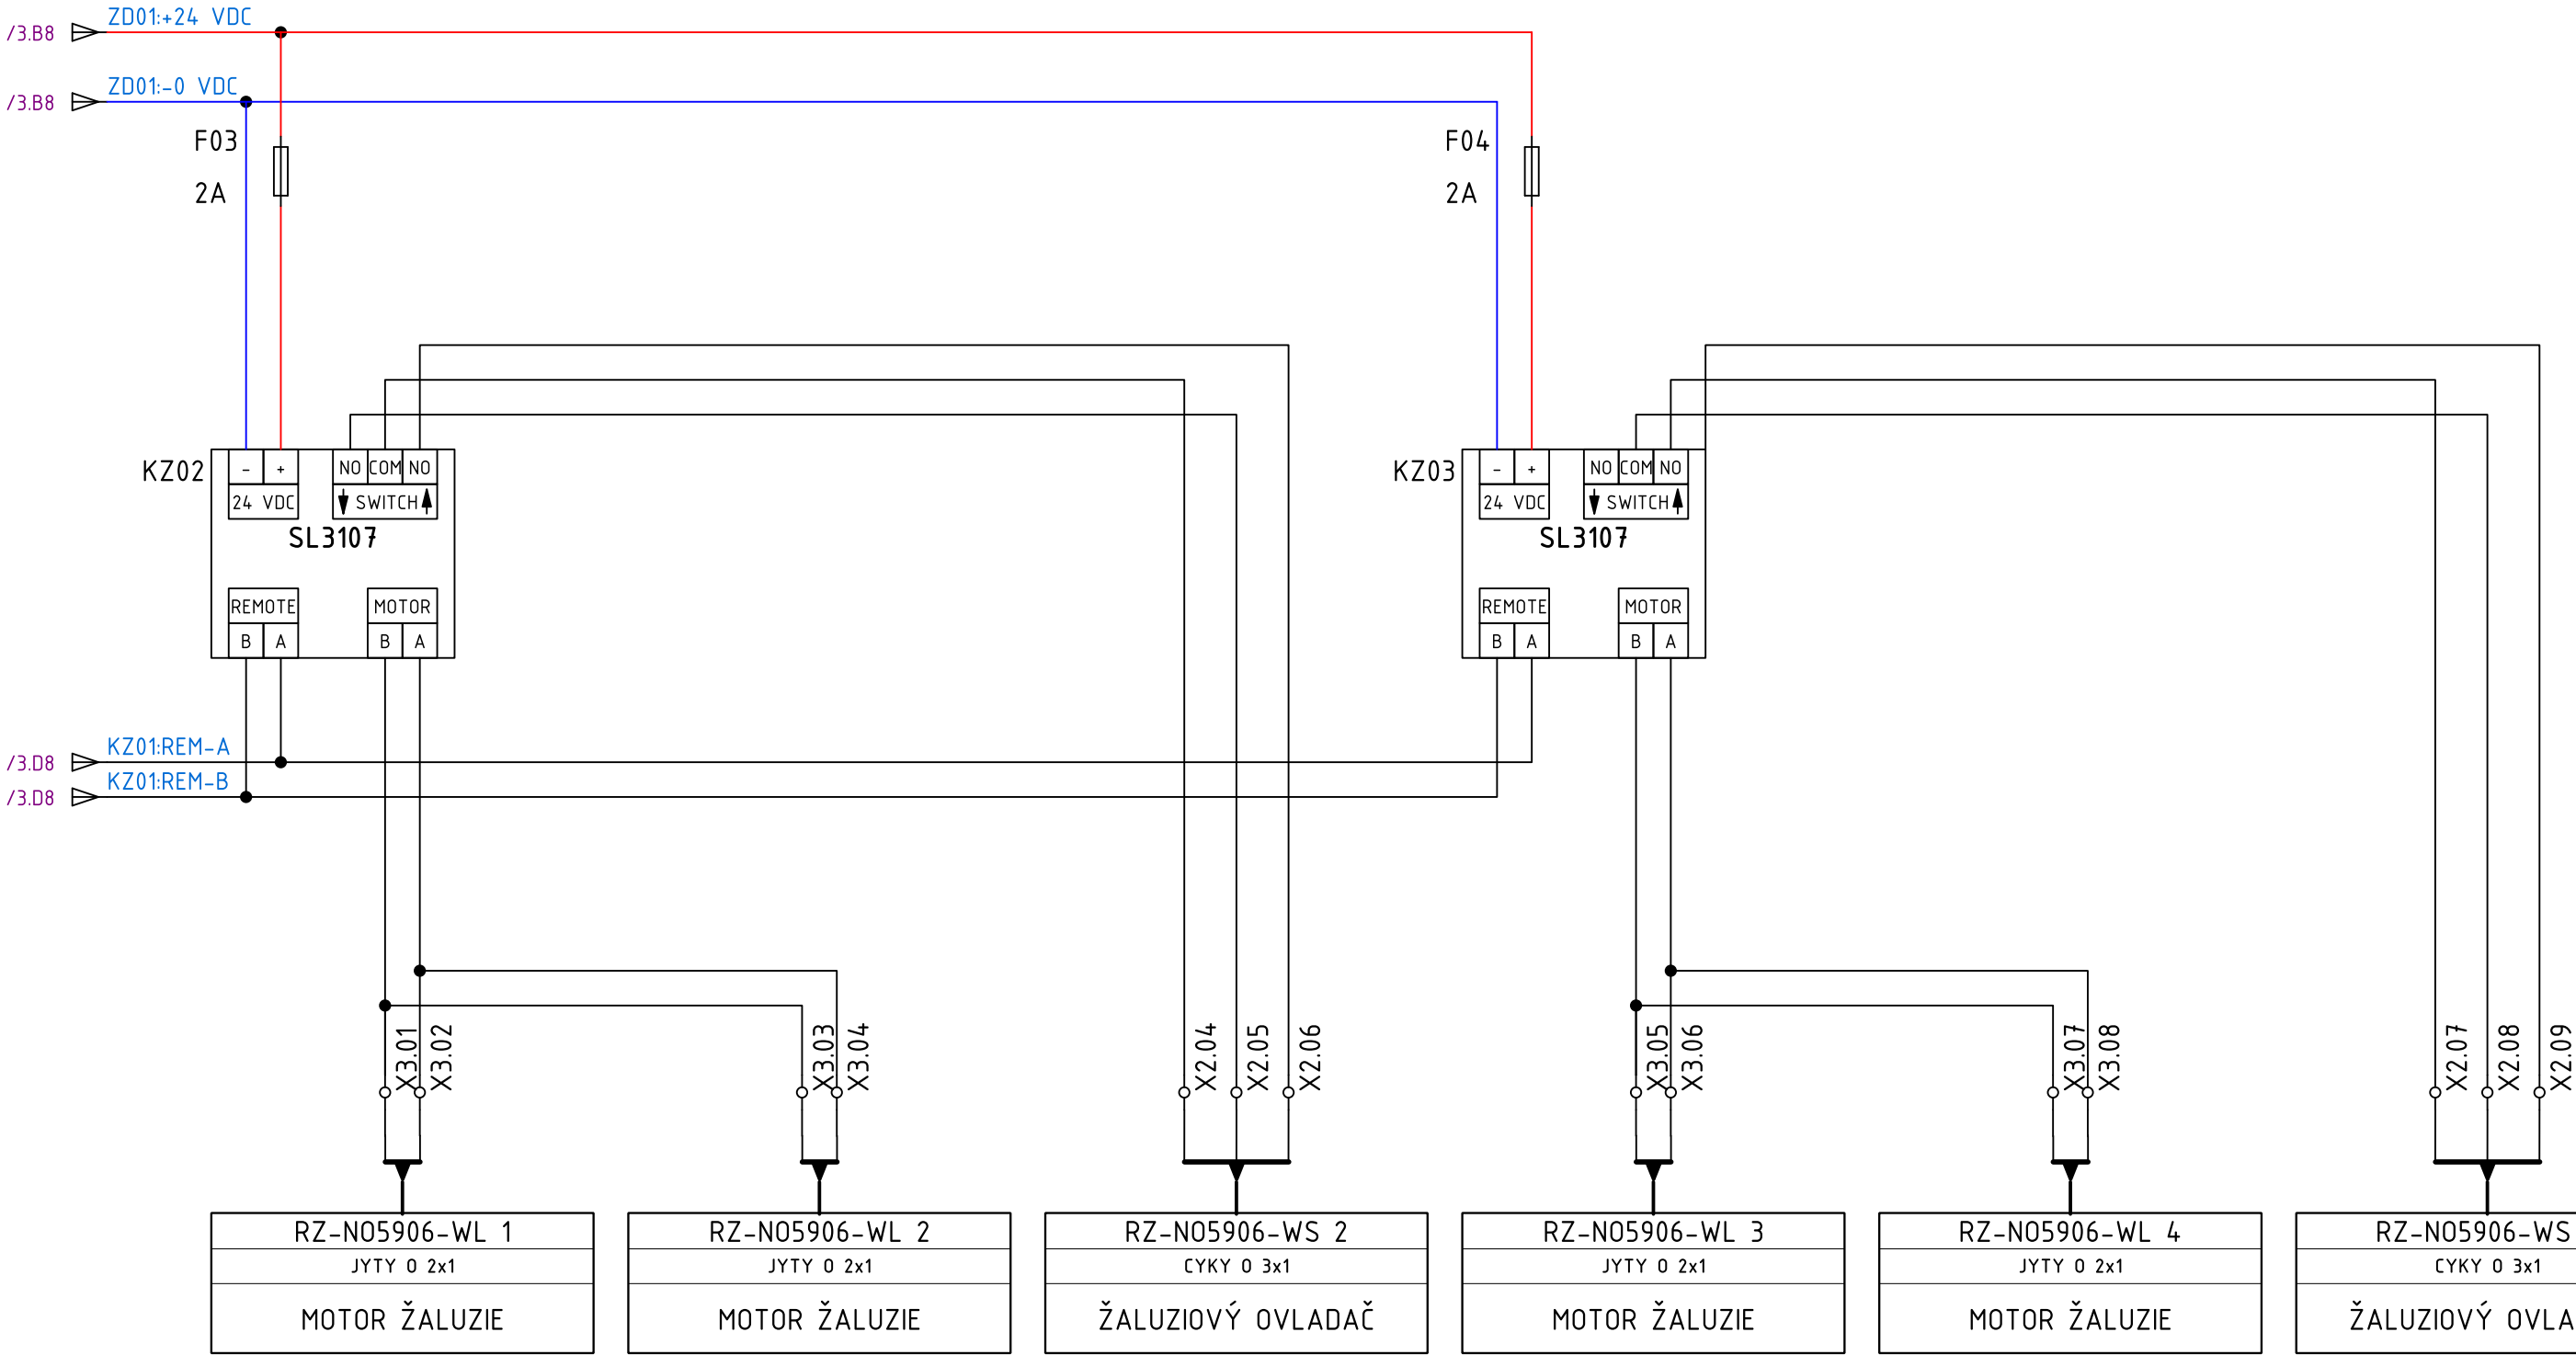 ZD01:+24 VDC
/3.B8
ZD01:-0 VDC
/3.B8
F03
2A
F04
2A
KZ02
- + NO COM NO
24 VDC SWITCH
SL3107
REMOTE MOTOR
B A B A
KZ03
- + NO COM NO
24 VDC SWITCH
SL3107
REMOTE MOTOR
B A B A
KZ01:REM-A
/3.D8
KZ01:REM-B
/3.D8
X3.01
X3.02
X3.03
X3.04
X2.04
X2.05
X2.06
X3.05
X3.06
X3.07
X3.08
X2.07
X2.08
X2.09
RZ-NO5906-WL 1
JYTY O 2x1
MOTOR ŽALUZIE
RZ-NO5906-WL 2
JYTY O 2x1
MOTOR ŽALUZIE
RZ-NO5906-WS 2
CYKY O 3x1
ŽALUZIOVÝ OVLADAČ
RZ-NO5906-WL 3
JYTY O 2x1
MOTOR ŽALUZIE
RZ-NO5906-WL 4
JYTY O 2x1
MOTOR ŽALUZIE
RZ-NO5906-WS
CYKY O 3x1
ŽALUZIOVÝ OVLA